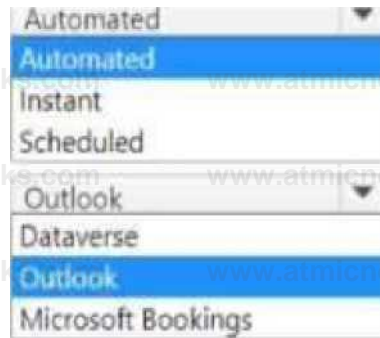 Automated
Automated
Instant
Scheduled
Outlook
Dataverse
Outlook
Microsoft Bookings